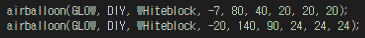 airballoon(GLOW, DIY, Whiteblock, -7, 80, 40, 20, 20, 20);
airballoon(GLOW, DIY, Whiteblock, -20, 140, 90, 24, 24, 24);